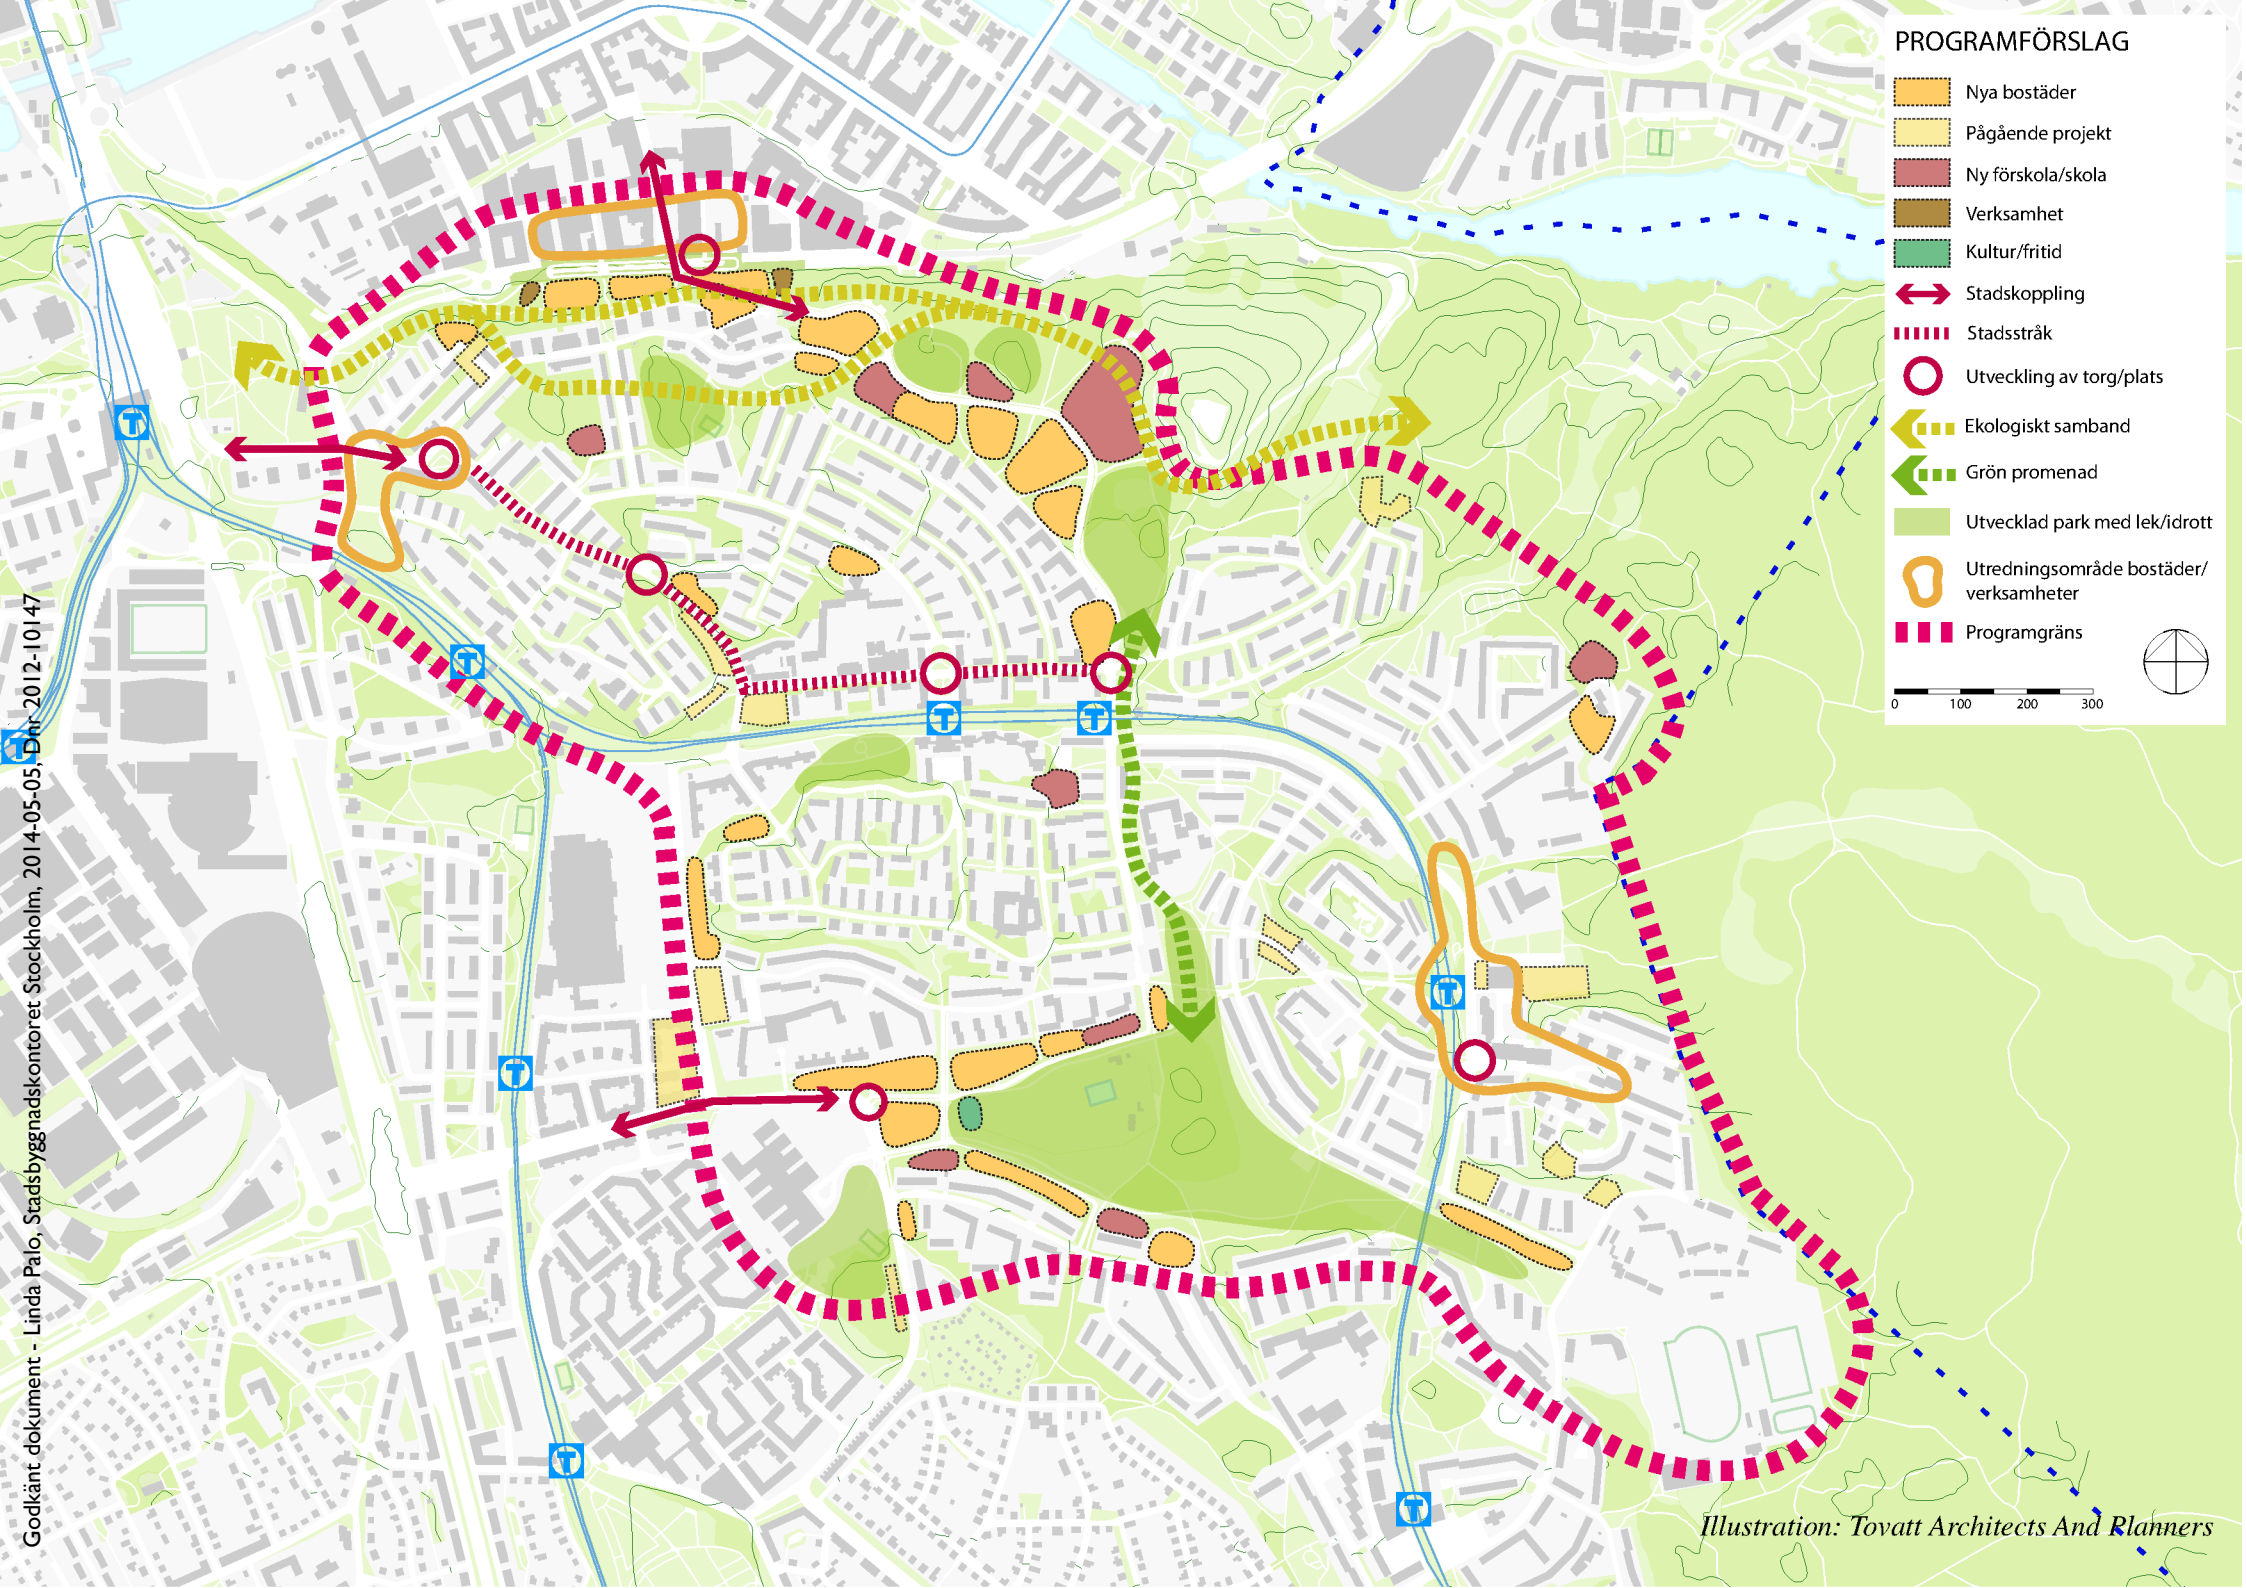 PROGRAMFÖRSLAG
Nya bostäder
Pågående projekt
Ny förskola/skola
Verksamhet
Kultur/fritid
Stadskoppling
Stadsstråk
Utveckling av torg/plats
Ekologiskt samband
Grön promenad
Utvecklad park med lek/idrott
Utredningsområde bostäder/
verksamheter
Programgräns
0 100 200 300
T
T
T
T
T
T
T
T
T
Godkänt dokument - Linda Palo, Stadsbyggnadskontoret Stockholm, 2014-05-05, Dnr 2012-10147
Illustration: Tovatt Architects And Planners